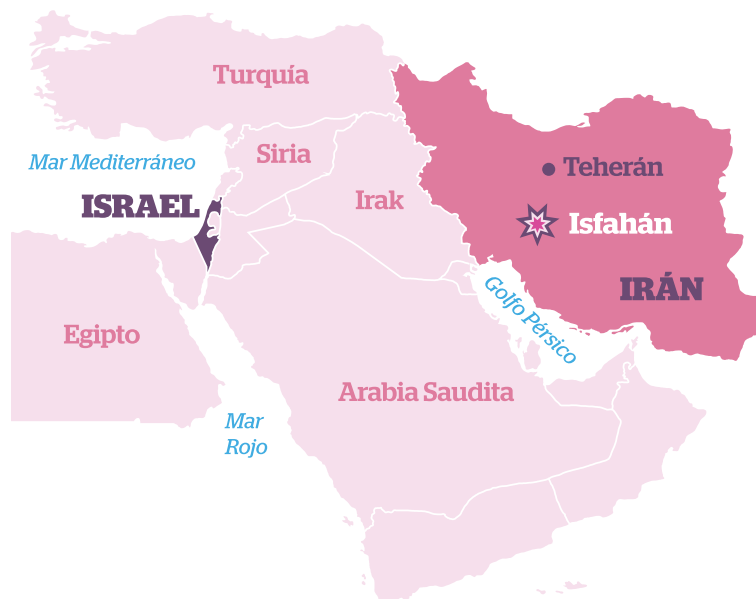 Turquía
Mar Mediterráneo
Siria
Teherán
ISRAEL
Irak
Isfahán
IRÁN
Golfo Pérsico
Egipto
Arabia Saudita
Mar
Rojo